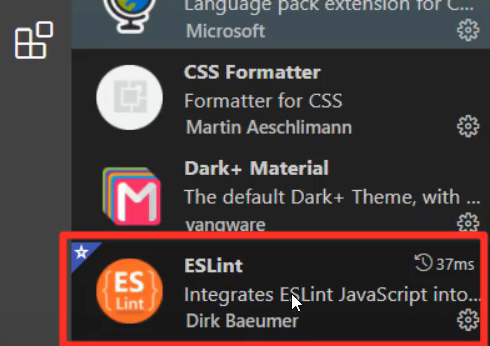 Language pack extension for C...
Microsoft
CSS Formatter
Formatter for CSS
Martin Aeschlimann
Dark+ Material
The default Dark+ Theme, with ...
vangware
ESLint
37ms
ES
Lint
Integrates ESLint JavaScript into...
Dirk Baeumer